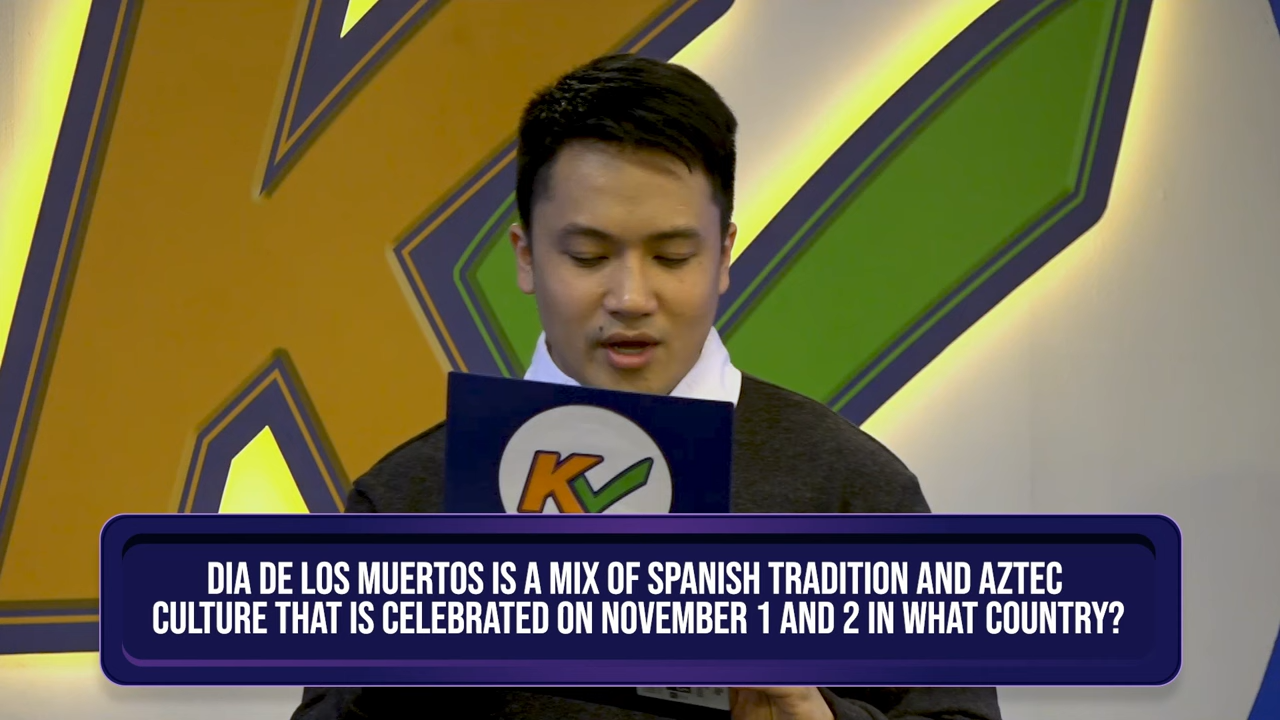 K
KV
DIA DE LOS MUERTOS IS A MIX OF SPANISH TRADITION AND AZTEC
CULTURE THAT IS CELEBRATED ON NOVEMBER 1 AND 2 IN WHAT COUNTRY?